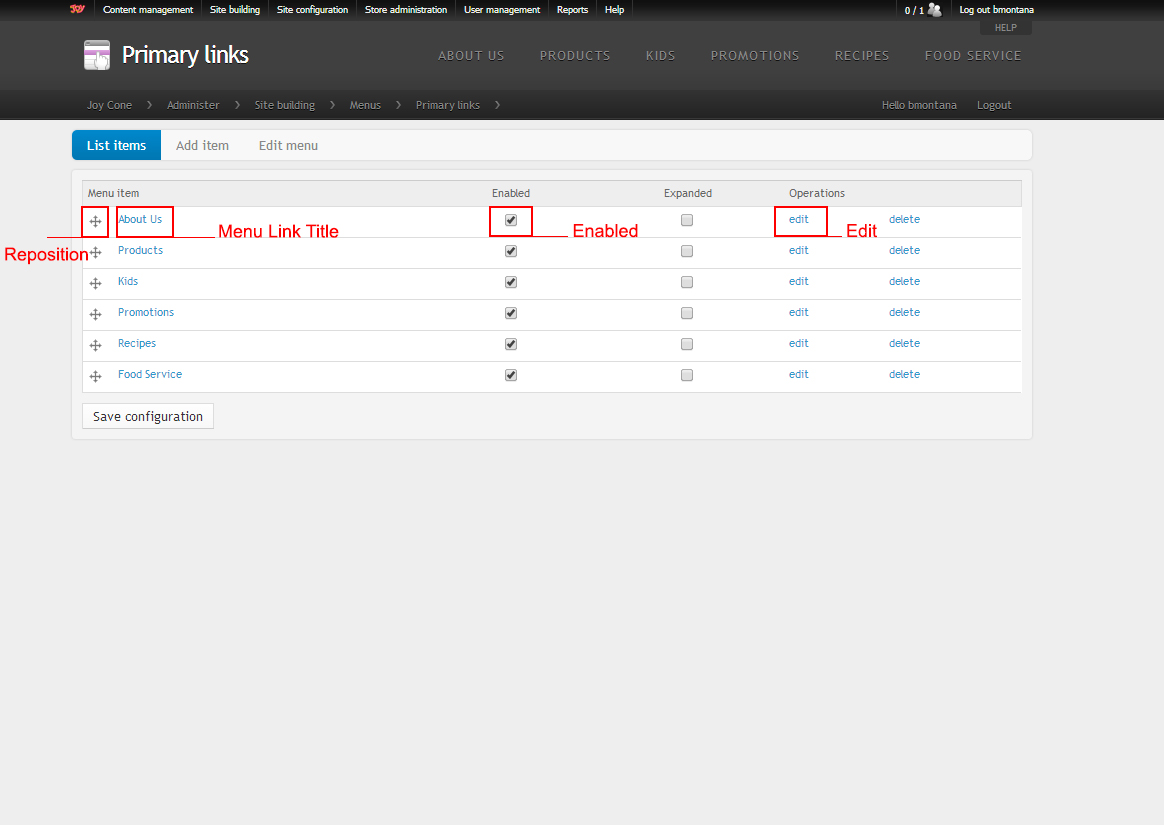 JOY Content management Site building Site configuration Store administration User management Reports Help 0 / 1 Log out bmontana
HELP
Primary links ABOUT US PRODUCTS KIDS PROMOTIONS RECIPES FOOD SERVICE
Joy Cone Administer Site building Menus Primary links Hello bmontana Logout
List items Add item Edit menu
Menu item Enabled Expanded Operations
About Us edit delete
Menu Link Title Enabled Edit
Reposition
Products edit delete
Kids edit delete
Promotions edit delete
Recipes edit delete
Food Service edit delete
Save configuration